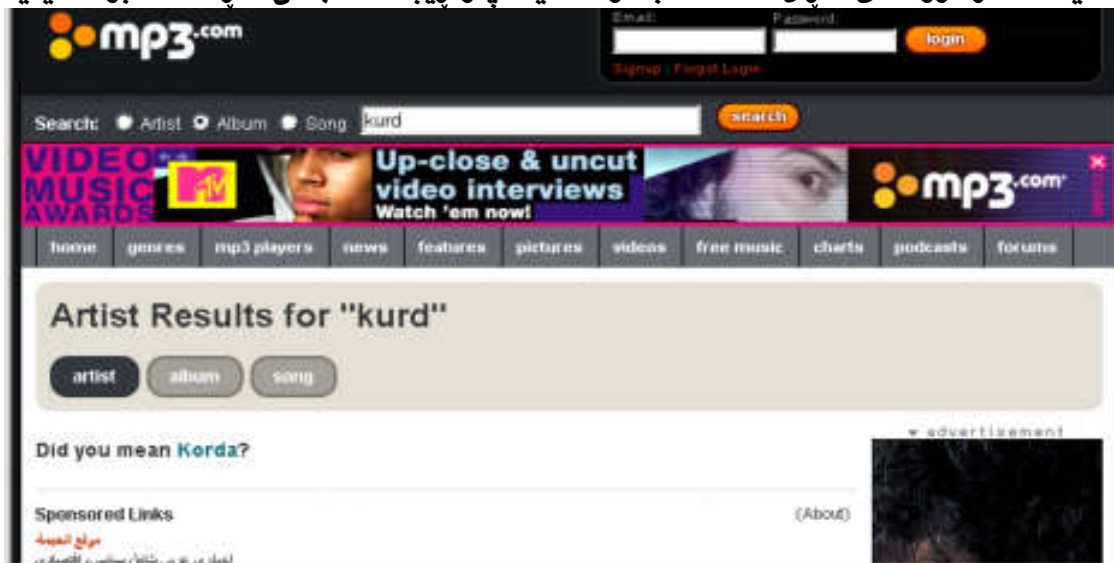 mp3.com
Email: Password:
login
Signup | Forgot Login
Search: Artist Album Song kurd search
VIDEO MUSIC AWARDS
Up-close & uncut
video interviews
Watch 'em now!
mp3.com
home genres mp3 players news features pictures videos free music charts podcasts forums
Artist Results for "kurd"
artist album song
advertisement
Did you mean Korda?
Sponsored Links (About)